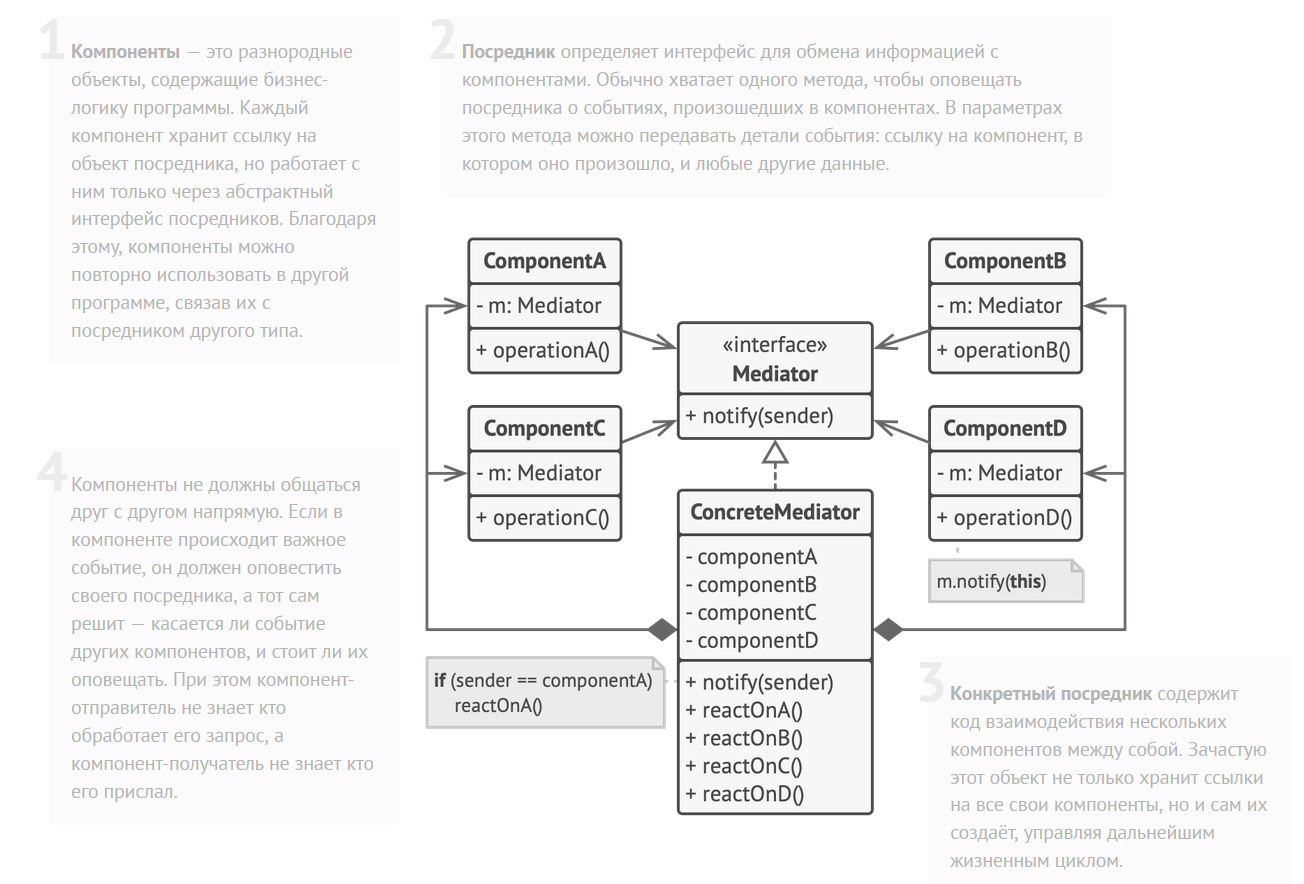 1
Компоненты — это разнородные
объекты, содержащие бизнес-
логику программы. Каждый
компонент хранит ссылку на
объект посредника, но работает с
ним только через абстрактный
интерфейс посредников. Благодаря
этому, компоненты можно
повторно использовать в другой
программе, связав их с
посредником другого типа.
2
Посредник определяет интерфейс для обмена информацией с
компонентами. Обычно хватает одного метода, чтобы оповещать
посредника о событиях, произошедших в компонентах. В параметрах
этого метода можно передавать детали события: ссылку на компонент, в
котором оно произошло, и любые другие данные.
ComponentA
- m: Mediator
+ operationA()
ComponentB
- m: Mediator
+ operationB()
«interface»
Mediator
+ notify(sender)
ComponentC
- m: Mediator
+ operationC()
ComponentD
- m: Mediator
+ operationD()
m.notify(this)
ConcreteMediator
- componentA
- componentB
- componentC
- componentD
+ notify(sender)
+ reactOnA()
+ reactOnB()
+ reactOnC()
+ reactOnD()
if (sender == componentA)
reactOnA()
4
Компоненты не должны общаться
друг с другом напрямую. Если в
компоненте происходит важное
событие, он должен оповестить
своего посредника, а тот сам
решит — касается ли событие
других компонентов, и стоит ли их
оповещать. При этом компонент-
отправитель не знает кто
обработает его запрос, а
компонент-получатель не знает кто
его прислал.
3
Конкретный посредник содержит
код взаимодействия нескольких
компонентов между собой. Зачастую
этот объект не только хранит ссылки
на все свои компоненты, но и сам их
создаёт, управляя дальнейшим
жизненным циклом.